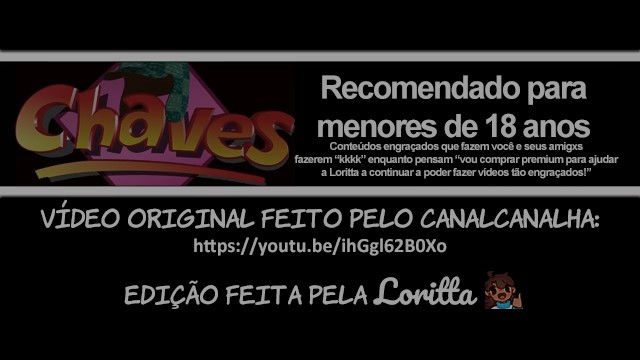 Chaves
Recomendado para
menores de 18 anos
Conteúdos engraçados que fazem você e seus amigxs
fazerem “kkkk” enquanto pensam “vou comprar premium para ajudar
a Loritta a continuar a poder fazer vídeos tão engraçados!”
VÍDEO ORIGINAL FEITO PELO CANALCANALHA:
https://youtu.be/ihGgl62B0Xo
EDIÇÃO FEITA PELA Loritta